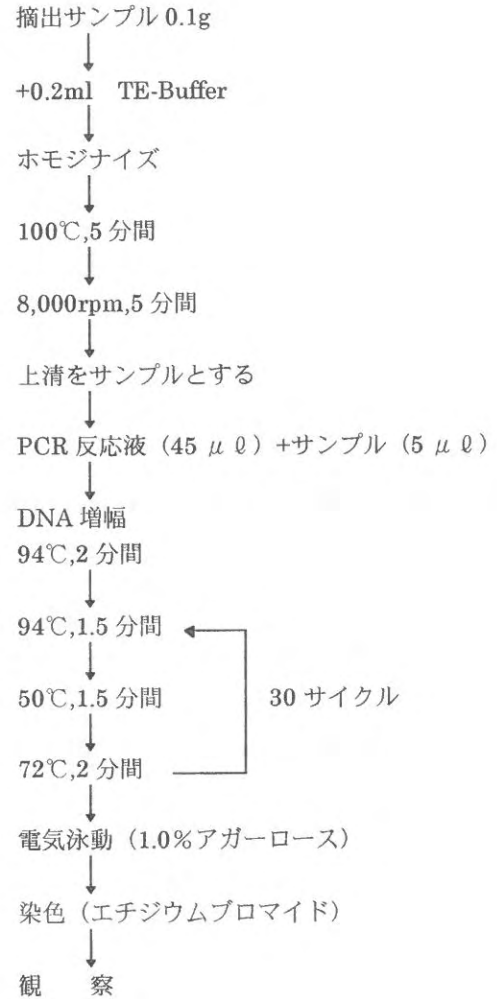 摘出サンプル 0.1g
+0.2ml TE-Buffer
ホモジナイズ
100℃,5 分間
8,000rpm,5 分間
上清をサンプルとする
PCR 反応液（45 μℓ）+サンプル（5 μℓ）
DNA 増幅
94℃,2 分間
94℃,1.5 分間
50℃,1.5 分間
30 サイクル
72℃,2 分間
電気泳動（1.0%アガーロース）
染色（エチジウムブロマイド）
観　察